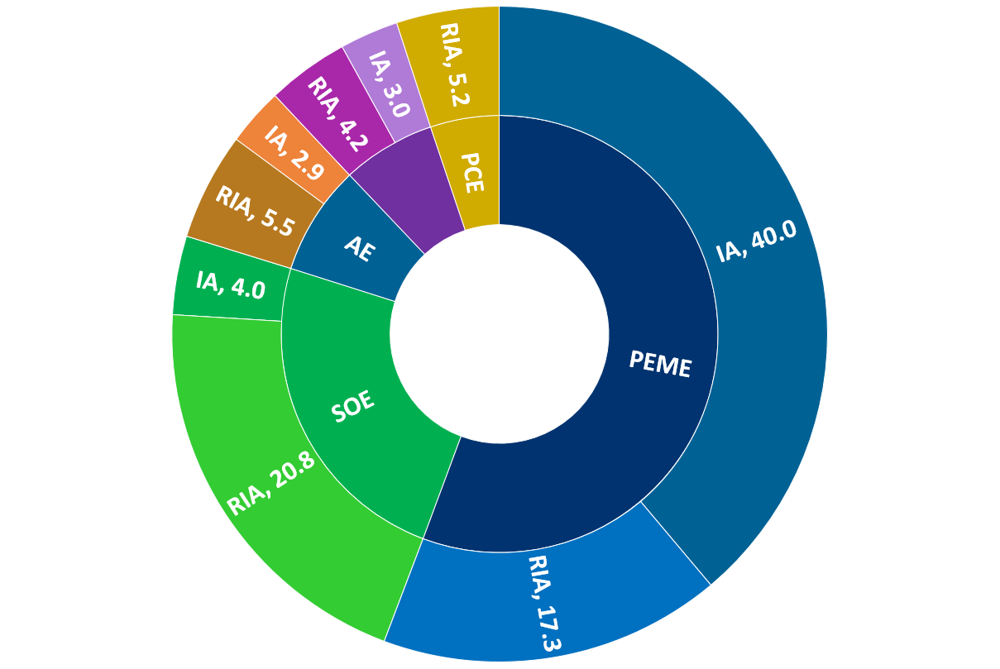 PEME
IA, 40.0
RIA, 17.3
SOE
RIA, 20.8
IA, 4.0
AE
RIA, 5.5
IA, 2.9
RIA, 4.2
IA, 3.0
PCE
RIA, 5.2